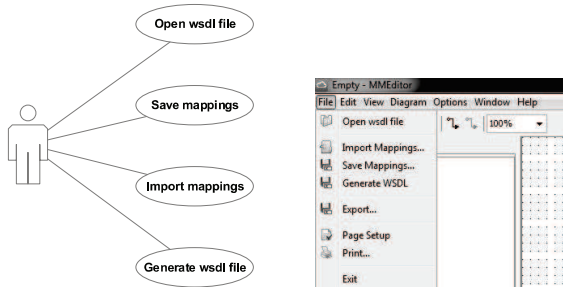 Open wsdl file
Save mappings
Import mappings
Generate wsdl file
Empty - MMEditor
File Edit View Diagram Options Window Help
Open wsdl file
100%
Import Mappings...
Save Mappings...
Generate WSDL
Export...
Page Setup
Print...
Exit